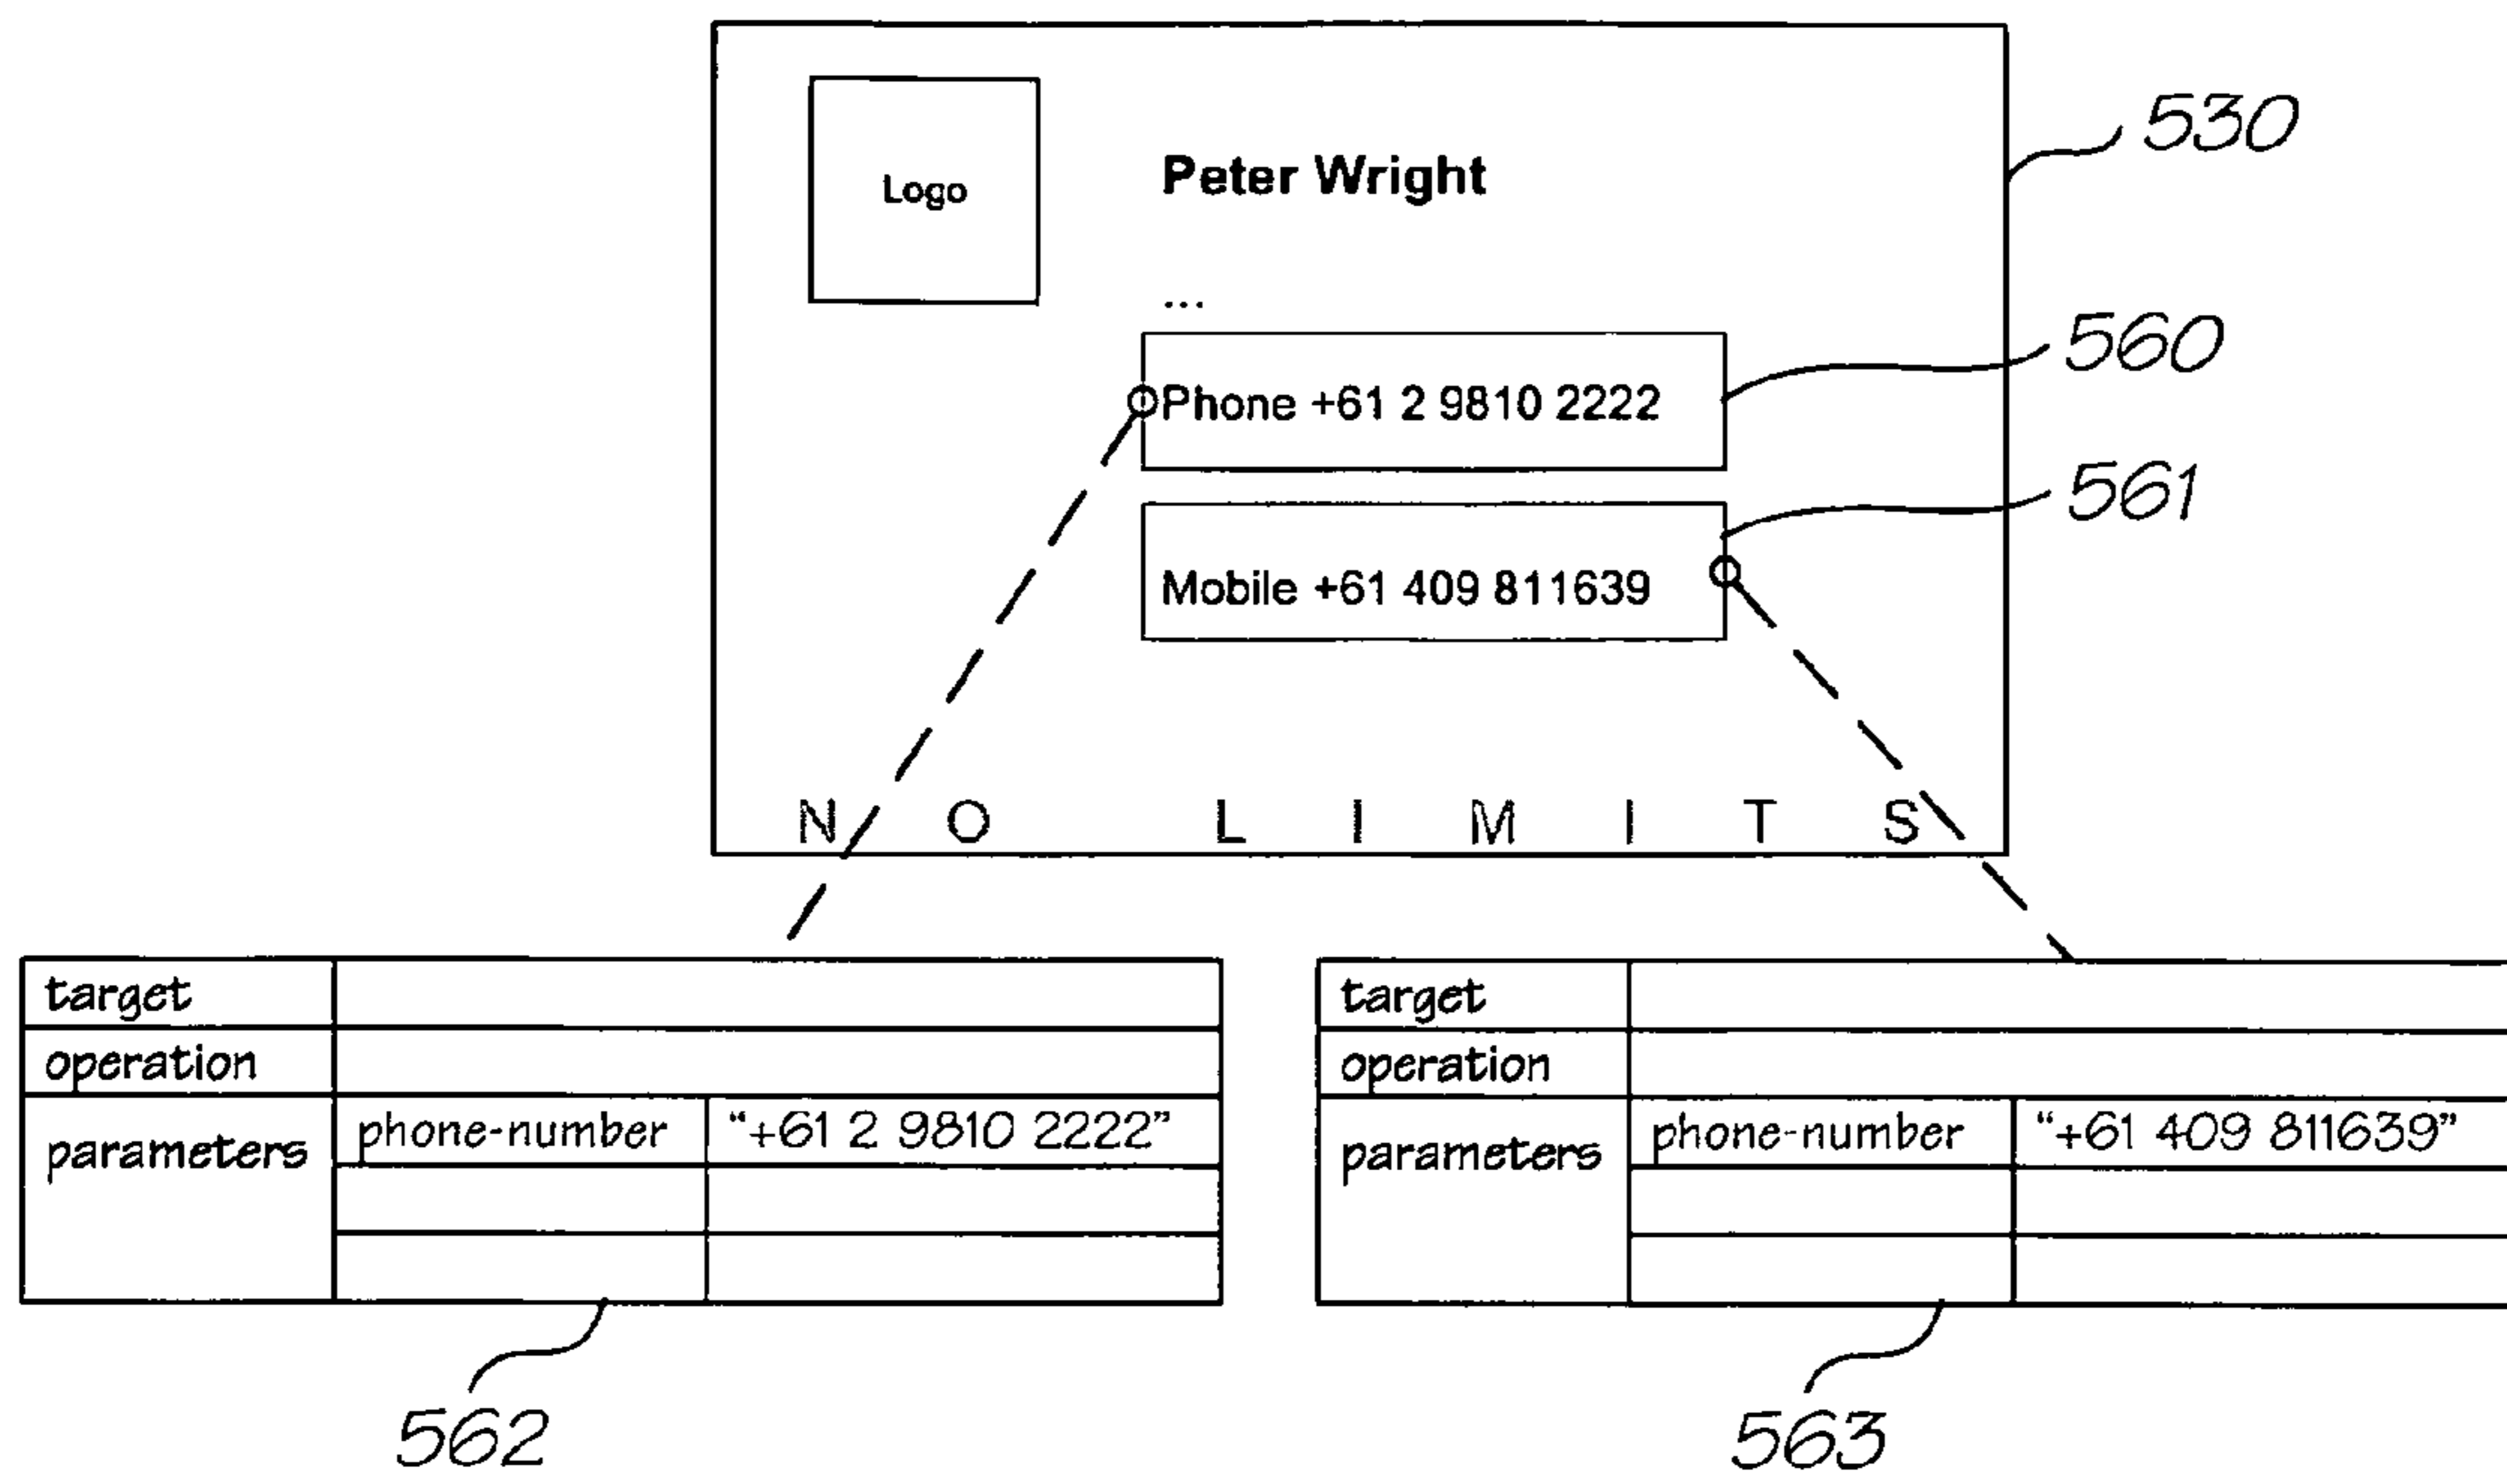 Logo
Peter Wright
530
...
Phone +61 2 9810 2222
560
Mobile +61 409 811639
561
N O L I M I T S
target
operation
parameters phone-number “+61 2 9810 2222”
562
target
operation
parameters phone-number “+61 409 811639”
563